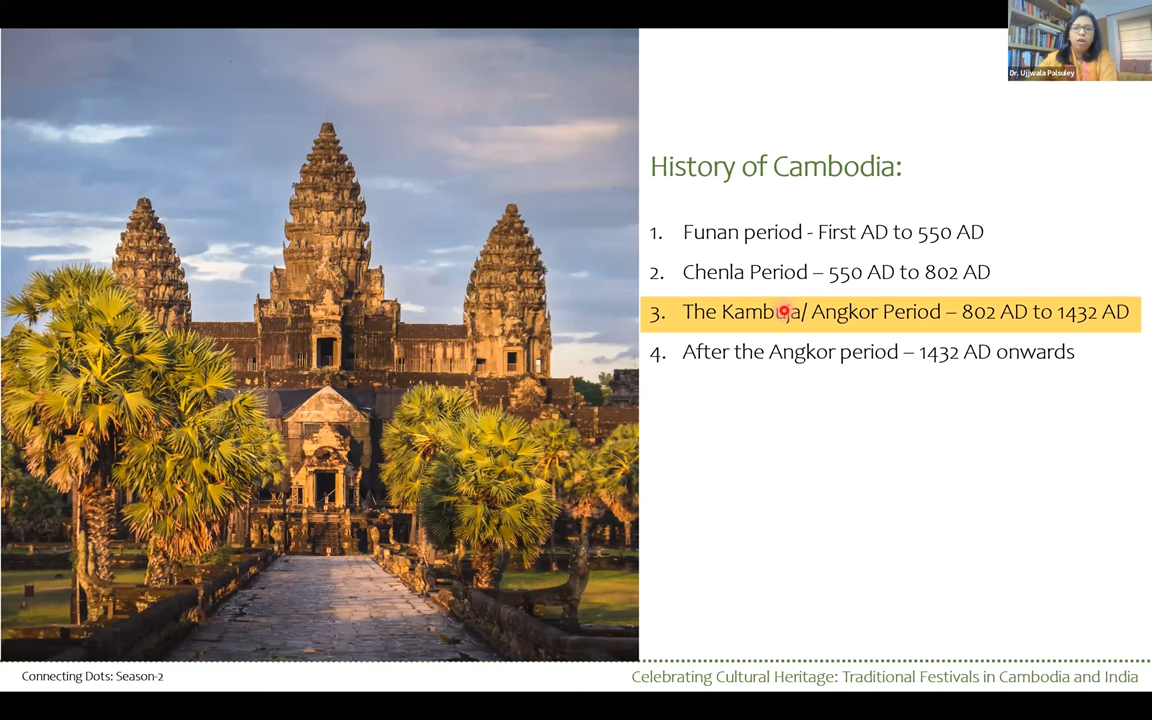 Dr. Ujjwala Palsuley
History of Cambodia:
1. Funan period - First AD to 550 AD
2. Chenla Period – 550 AD to 802 AD
3. The Kambuja/ Angkor Period – 802 AD to 1432 AD
4. After the Angkor period – 1432 AD onwards
Connecting Dots: Season-2
Celebrating Cultural Heritage: Traditional Festivals in Cambodia and India